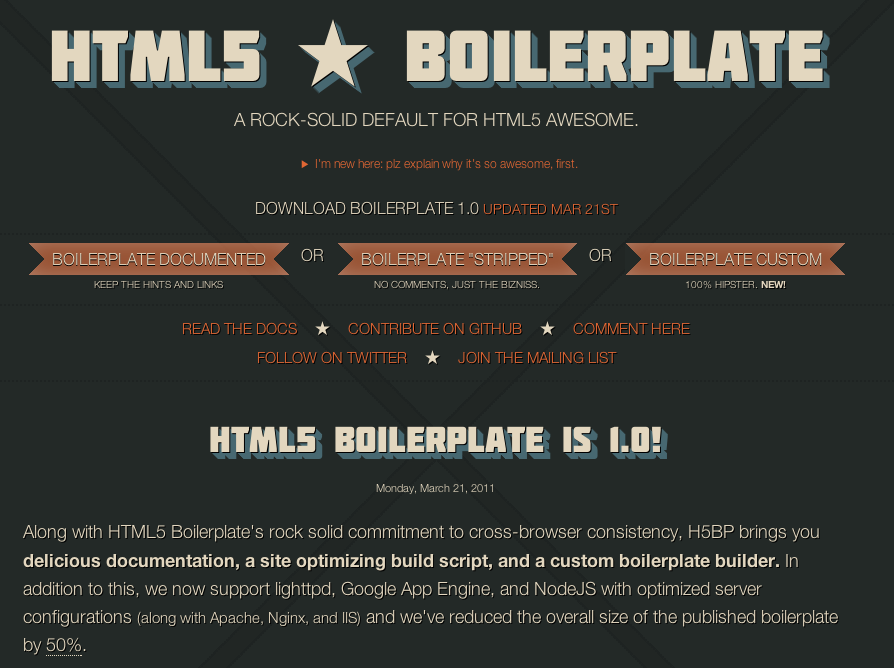 HTML5 ★ BOILERPLATE
A ROCK-SOLID DEFAULT FOR HTML5 AWESOME.
▶ I'm new here: plz explain why it's so awesome, first.
DOWNLOAD BOILERPLATE 1.0 UPDATED MAR 21ST
BOILERPLATE DOCUMENTED OR BOILERPLATE "STRIPPED" OR BOILERPLATE CUSTOM
KEEP THE HINTS AND LINKS NO COMMENTS, JUST THE BIZNISS. 100% HIPSTER. NEW!
READ THE DOCS ★ CONTRIBUTE ON GITHUB ★ COMMENT HERE
FOLLOW ON TWITTER ★ JOIN THE MAILING LIST
HTML5 BOILERPLATE IS 1.0!
Monday, March 21, 2011
Along with HTML5 Boilerplate's rock solid commitment to cross-browser consistency, H5BP brings you
delicious documentation, a site optimizing build script, and a custom boilerplate builder. In
addition to this, we now support lighttpd, Google App Engine, and NodeJS with optimized server
configurations (along with Apache, Nginx, and IIS) and we've reduced the overall size of the published boilerplate
by 50%.